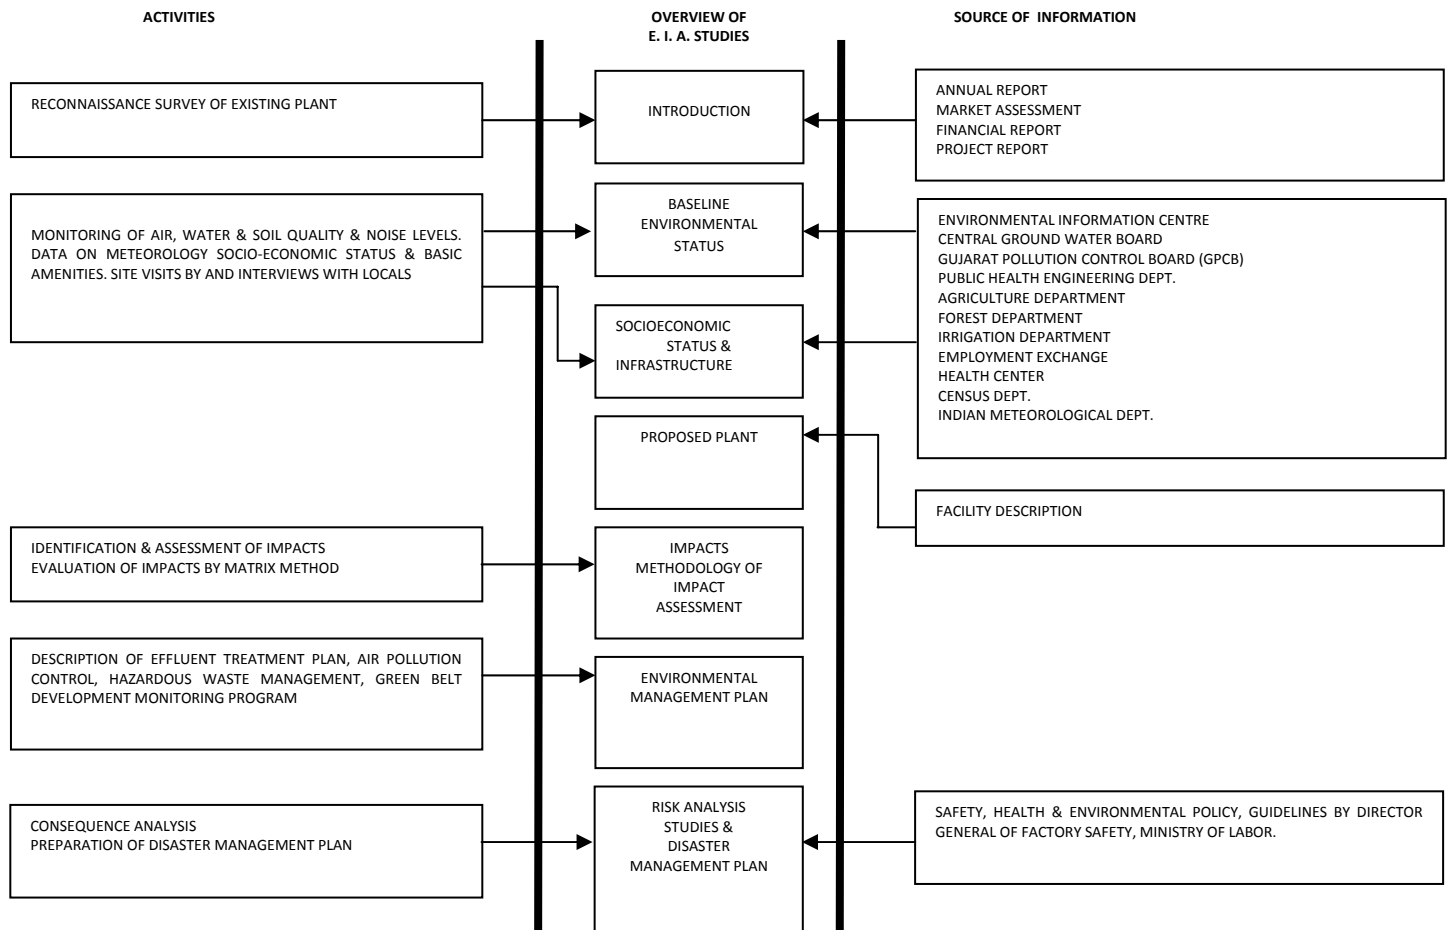 ACTIVITIES
OVERVIEW OF
E. I. A. STUDIES
SOURCE OF INFORMATION
RECONNAISSANCE SURVEY OF EXISTING PLANT
INTRODUCTION
ANNUAL REPORT
MARKET ASSESSMENT
FINANCIAL REPORT
PROJECT REPORT
MONITORING OF AIR, WATER & SOIL QUALITY & NOISE LEVELS.
DATA ON METEOROLOGY SOCIO-ECONOMIC STATUS & BASIC
AMENITIES. SITE VISITS BY AND INTERVIEWS WITH LOCALS
BASELINE
ENVIRONMENTAL
STATUS
SOCIOECONOMIC
STATUS &
INFRASTRUCTURE
ENVIRONMENTAL INFORMATION CENTRE
CENTRAL GROUND WATER BOARD
GUJARAT POLLUTION CONTROL BOARD (GPCB)
PUBLIC HEALTH ENGINEERING DEPT.
AGRICULTURE DEPARTMENT
FOREST DEPARTMENT
IRRIGATION DEPARTMENT
EMPLOYMENT EXCHANGE
HEALTH CENTER
CENSUS DEPT.
INDIAN METEOROLOGICAL DEPT.
PROPOSED PLANT
FACILITY DESCRIPTION
IDENTIFICATION & ASSESSMENT OF IMPACTS
EVALUATION OF IMPACTS BY MATRIX METHOD
IMPACTS
METHODOLOGY OF
IMPACT
ASSESSMENT
DESCRIPTION OF EFFLUENT TREATMENT PLAN, AIR POLLUTION
CONTROL, HAZARDOUS WASTE MANAGEMENT, GREEN BELT
DEVELOPMENT MONITORING PROGRAM
ENVIRONMENTAL
MANAGEMENT PLAN
CONSEQUENCE ANALYSIS
PREPARATION OF DISASTER MANAGEMENT PLAN
RISK ANALYSIS
STUDIES &
DISASTER
MANAGEMENT PLAN
SAFETY, HEALTH & ENVIRONMENTAL POLICY, GUIDELINES BY DIRECTOR
GENERAL OF FACTORY SAFETY, MINISTRY OF LABOR.